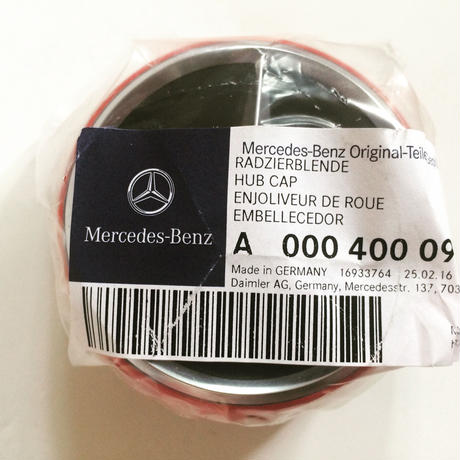 Mercedes-Benz
Mercedes-Benz Original-Teile
RADZIERBLENDE
HUB CAP
ENJOLIVEUR DE ROUE
EMBELLECEDOR
A 000 400 09
Made in GERMANY 16933764 25.02.16
Daimler AG, Germany, Mercedesstr. 137, 703